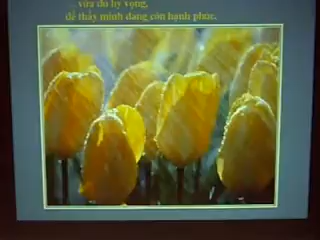 vừa đủ hy vọng,
để thấy mình đang còn hạnh phúc.